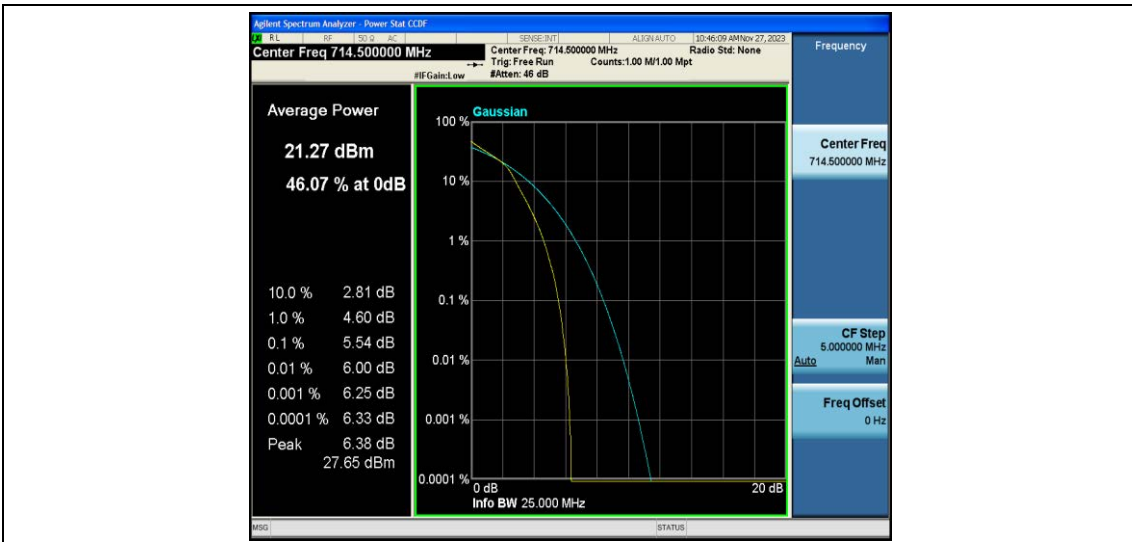 Agilent Spectrum Analyzer - Power Stat CCDF
LXI RL RF 50 Ω AC SENSE:INT ALIGN AUTO 10:46:09 AM Nov 27, 2023
Center Freq 714.500000 MHz
Center Freq: 714.500000 MHz Radio Std: None
Trig: Free Run Counts:1.00 M/1.00 Mpt
#IFGain:Low #Atten: 46 dB
Frequency
Average Power
21.27 dBm
46.07 % at 0dB
10.0 % 2.81 dB
1.0 % 4.60 dB
0.1 % 5.54 dB
0.01 % 6.00 dB
0.001 % 6.25 dB
0.0001 % 6.33 dB
Peak 6.38 dB
27.65 dBm
Gaussian
100 %
10 %
1 %
0.1 %
0.01 %
0.001 %
0.0001 %
0 dB 20 dB
Info BW 25.000 MHz
Center Freq
714.500000 MHz
CF Step
5.000000 MHz
Auto Man
Freq Offset
0 Hz
MSG STATUS